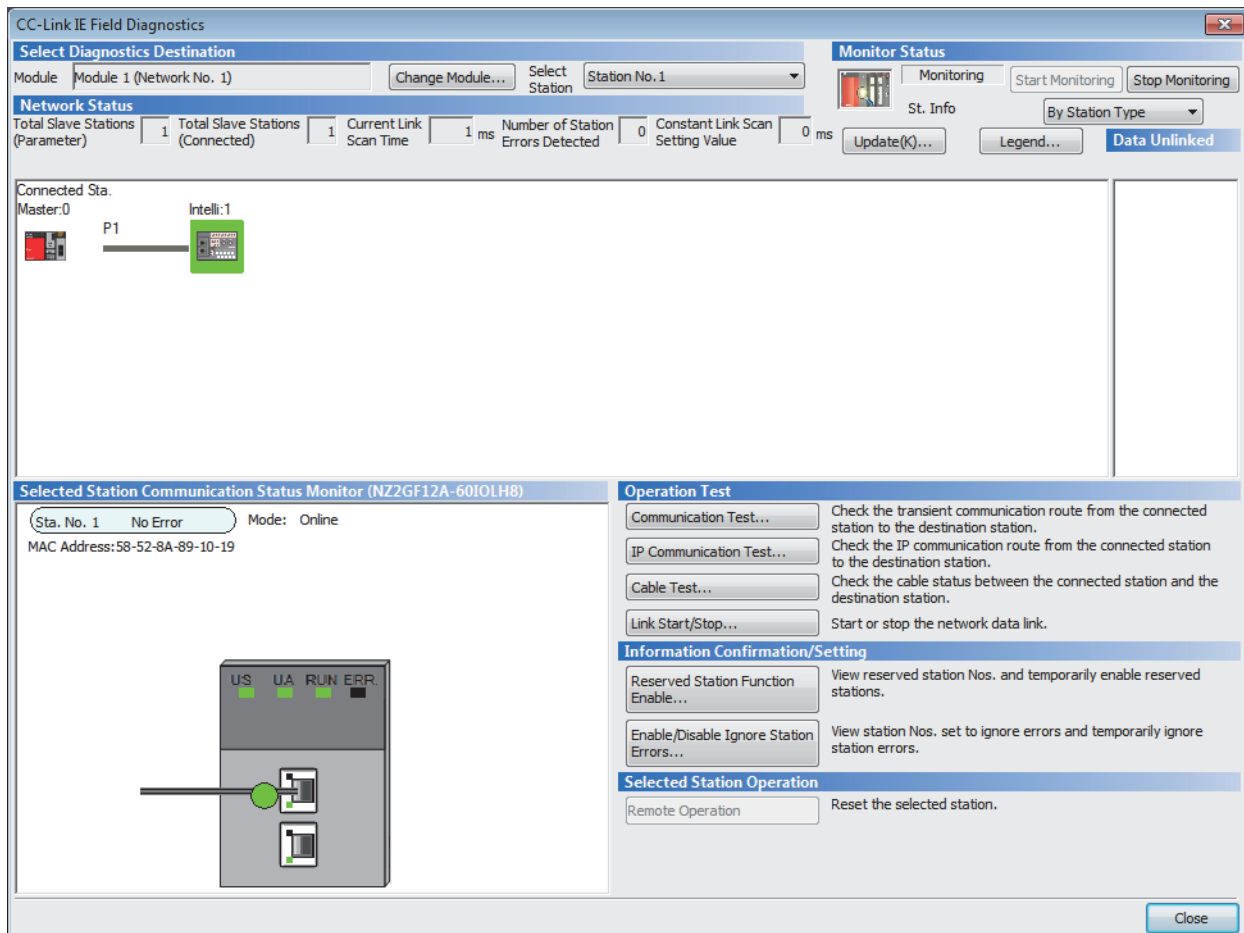 CC-Link IE Field Diagnostics
Select Diagnostics Destination
Monitor Status
Module
Module 1 (Network No. 1)
Change Module...
Select
Station
Station No.1
Monitoring
Start Monitoring
Stop Monitoring
Network Status
St. Info
By Station Type
Total Slave Stations
(Parameter)
1
Total Slave Stations
(Connected)
1
Current Link
Scan Time
1 ms
Number of Station
Errors Detected
0
Constant Link Scan
Setting Value
0 ms
Update(K)...
Legend...
Data Unlinked
Connected Sta.
Master:0
Intelli:1
P1
Selected Station Communication Status Monitor (NZ2GF12A-60IOLH8)
Sta. No. 1 No Error
Mode: Online
MAC Address:58-52-8A-89-10-19
US UA RUN ERR.
Operation Test
Communication Test...
Check the transient communication route from the connected
station to the destination station.
IP Communication Test...
Check the IP communication route from the connected station
to the destination station.
Cable Test...
Check the cable status between the connected station and the
destination station.
Link Start/Stop...
Start or stop the network data link.
Information Confirmation/Setting
Reserved Station Function
Enable...
View reserved station Nos. and temporarily enable reserved
stations.
Enable/Disable Ignore Station
Errors...
View station Nos. set to ignore errors and temporarily ignore
station errors.
Selected Station Operation
Remote Operation
Reset the selected station.
Close